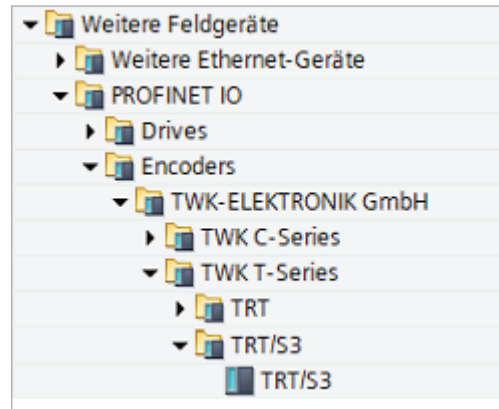 Weitere Feldgeräte
Weitere Ethernet-Geräte
PROFINET IO
Drives
Encoders
TWK-ELEKTRONIK GmbH
TWK C-Series
TWK T-Series
TRT
TRT/S3
TRT/S3